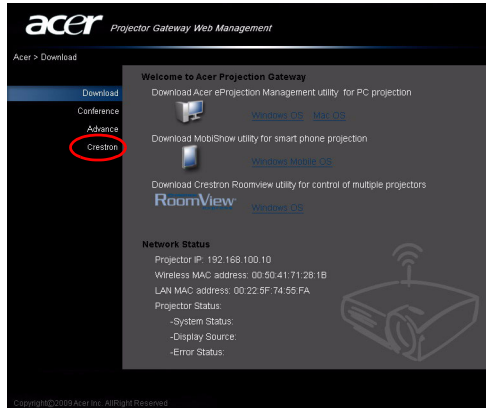 acer Projector Gateway Web Management
Acer > Download
Download
Conference
Advance
Crestron
Welcome to Acer Projection Gateway
Download Acer eProjection Management utility for PC projection
Windows OS Mac OS
Download MobiShow utility for smart phone projection
Windows Mobile OS
Download Crestron Roomview utility for control of multiple projectors
RoomView Windows OS
Network Status
Projector IP: 192.168.100.10
Wireless MAC address: 00:50:41:71:28:1B
LAN MAC address: 00:22:5F:74:55:FA
Projector Status:
-System Status:
-Display Source:
-Error Status:
Copyright©2009 Acer Inc. AllRight Reserved